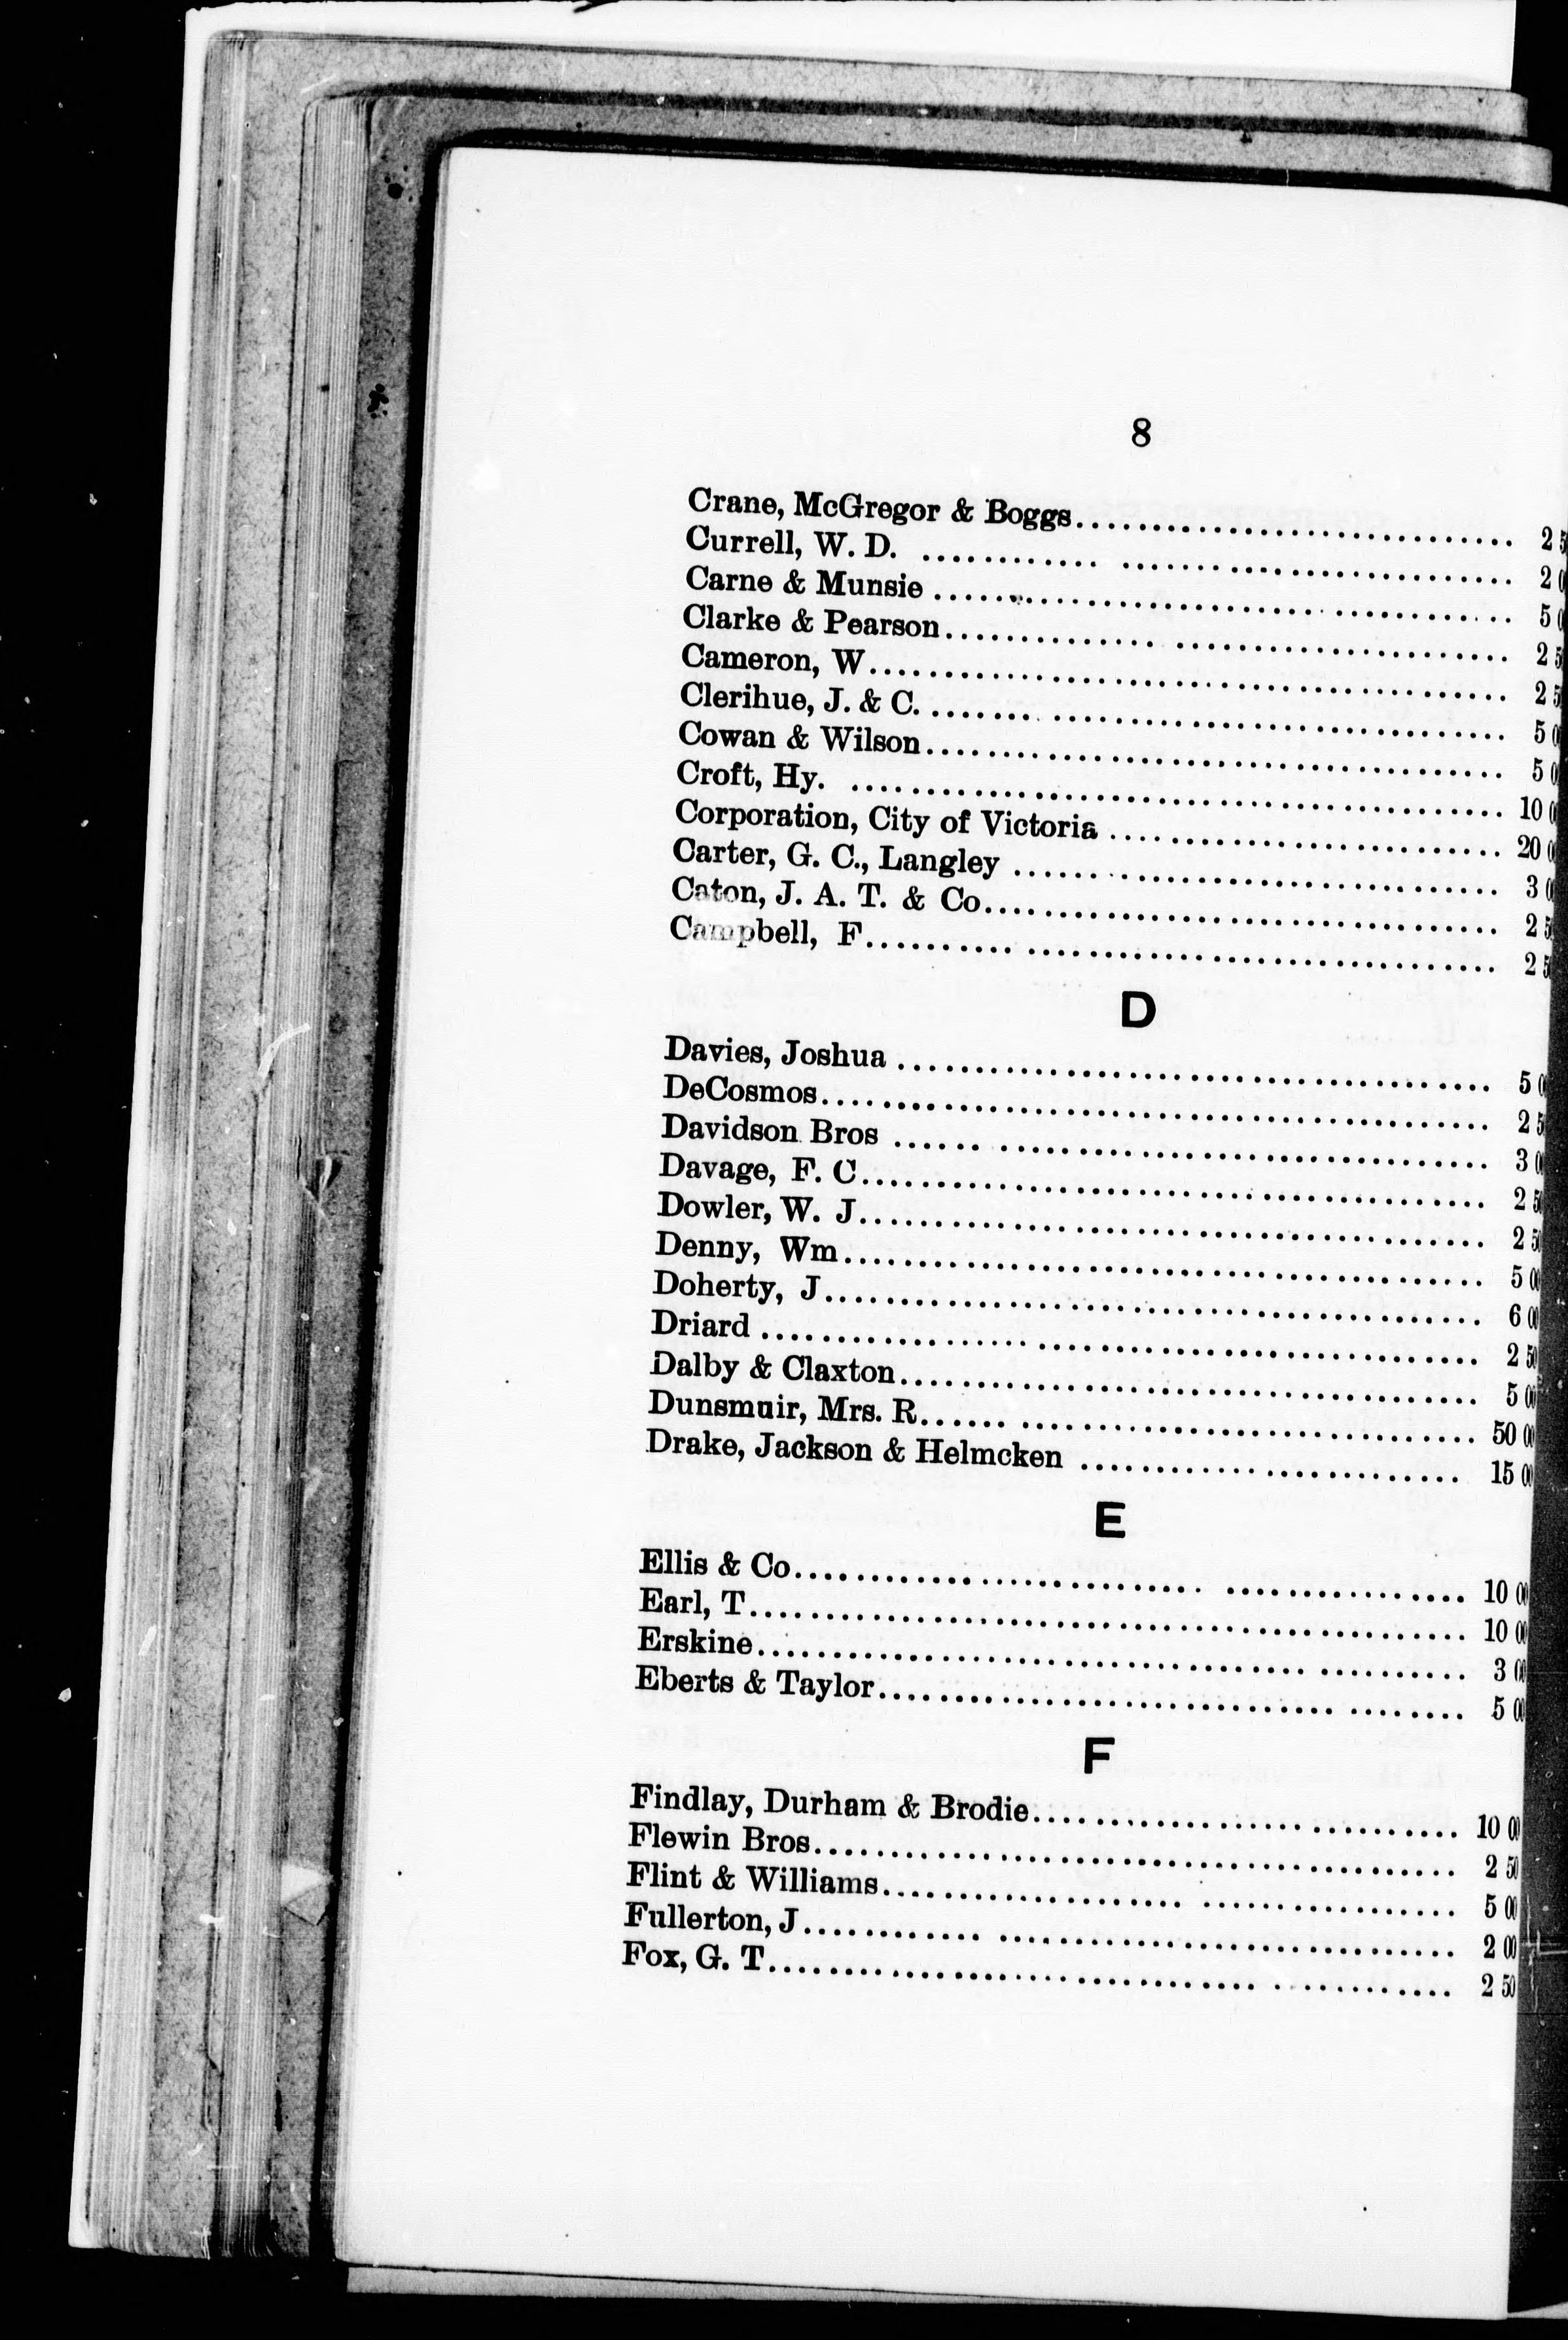 8
Crane, McGregor & Boggs........................ 2 5
Currell, W. D. ........................ 2 0
Carne & Munsie ........................ 5 0
Clarke & Pearson........................ 2 5
Cameron, W........................ 2 5
Clerihue, J. & C. ........................ 5 0
Cowan & Wilson........................ 5 0
Croft, Hy. ........................ 10 0
Corporation, City of Victoria ........................ 20 0
Carter, G. C., Langley ........................ 3 0
Caton, J. A. T. & Co........................ 2 5
Campbell, F........................ 2 5
D
Davies, Joshua ........................ 5 0
DeCosmos........................ 2 5
Davidson Bros ........................ 3 0
Davage, F. C........................ 2 50
Dowler, W. J........................ 2 50
Denny, Wm........................ 5 00
Doherty, J........................ 6 00
Driard ........................ 2 50
Dalby & Claxton........................ 5 00
Dunsmuir, Mrs. R........................ 50 00
Drake, Jackson & Helmcken ........................ 15 00
E
Ellis & Co........................ 10 00
Earl, T........................ 10 00
Erskine........................ 3 00
Eberts & Taylor........................ 5 00
F
Findlay, Durham & Brodie........................ 10 00
Flewin Bros........................ 2 50
Flint & Williams........................ 5 00
Fullerton, J........................ 2 00
Fox, G. T........................ 2 50